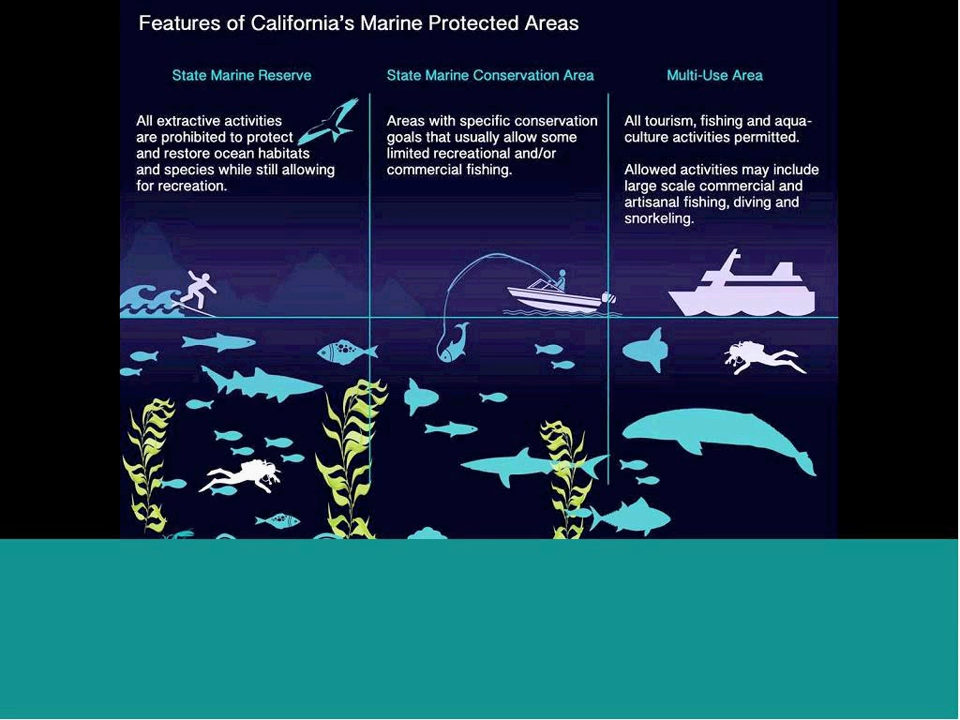 Features of California's Marine Protected Areas
State Marine Reserve
All extractive activities
are prohibited to protect
and restore ocean habitats
and species while still allowing
for recreation.
State Marine Conservation Area
Areas with specific conservation
goals that usually allow some
limited recreational and/or
commercial fishing.
Multi-Use Area
All tourism, fishing and aqua-
culture activities permitted.
Allowed activities may include
large scale commercial and
artisanal fishing, diving and
snorkeling.